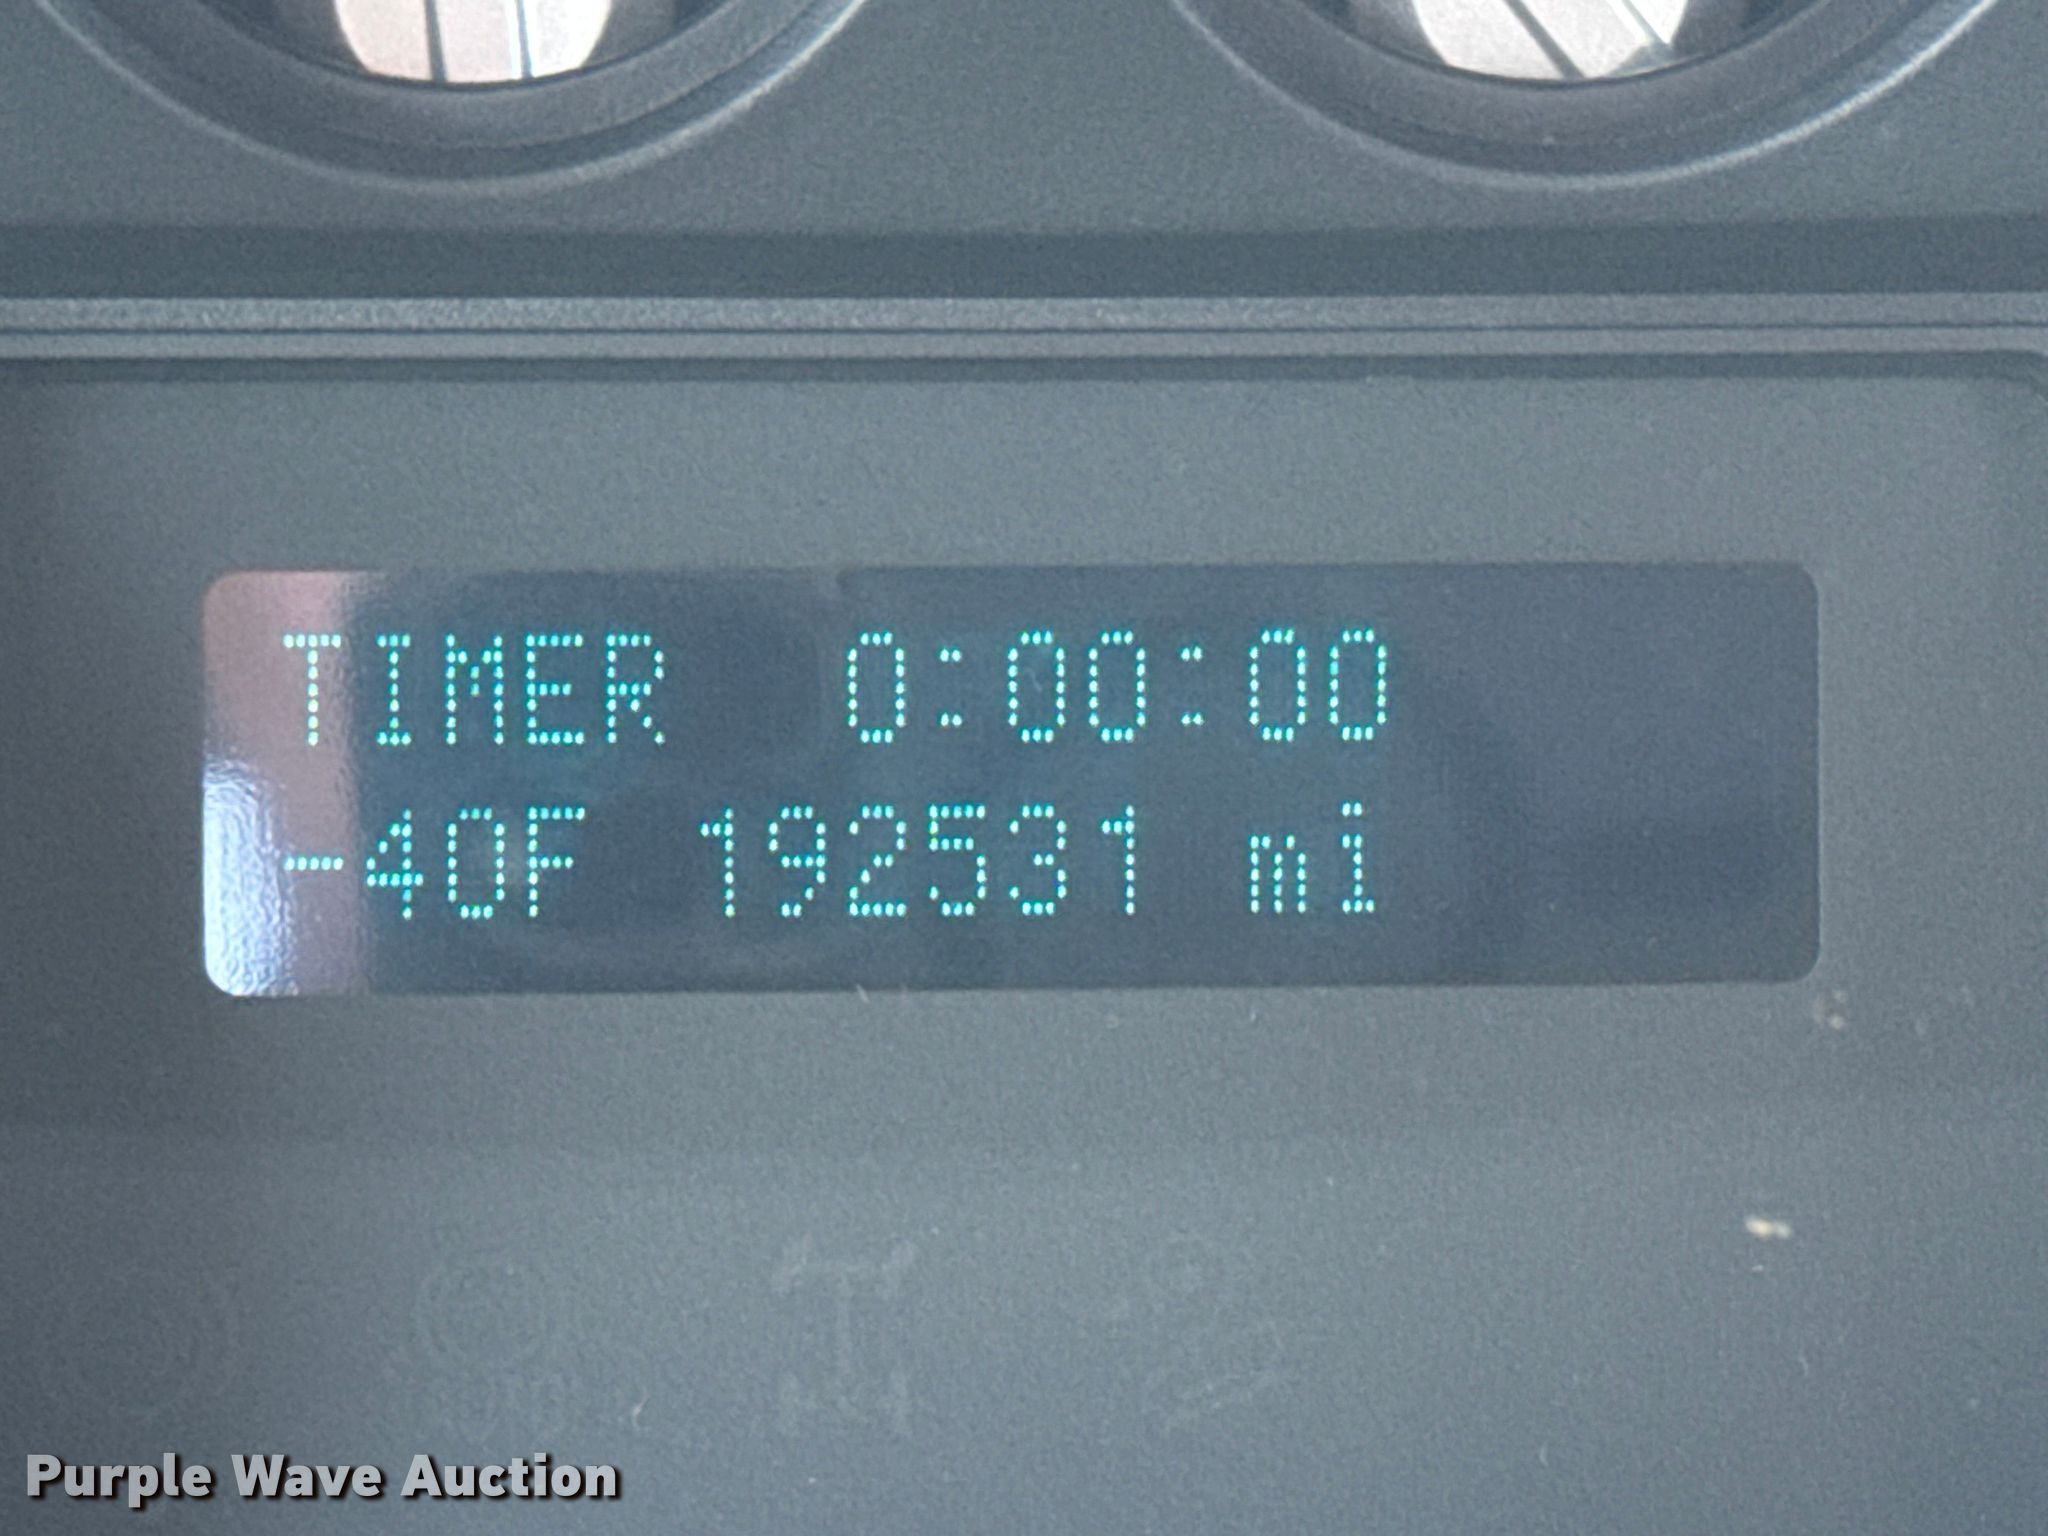 TIMER 0:00:00
-40F 192531 mi
Purple Wave Auction